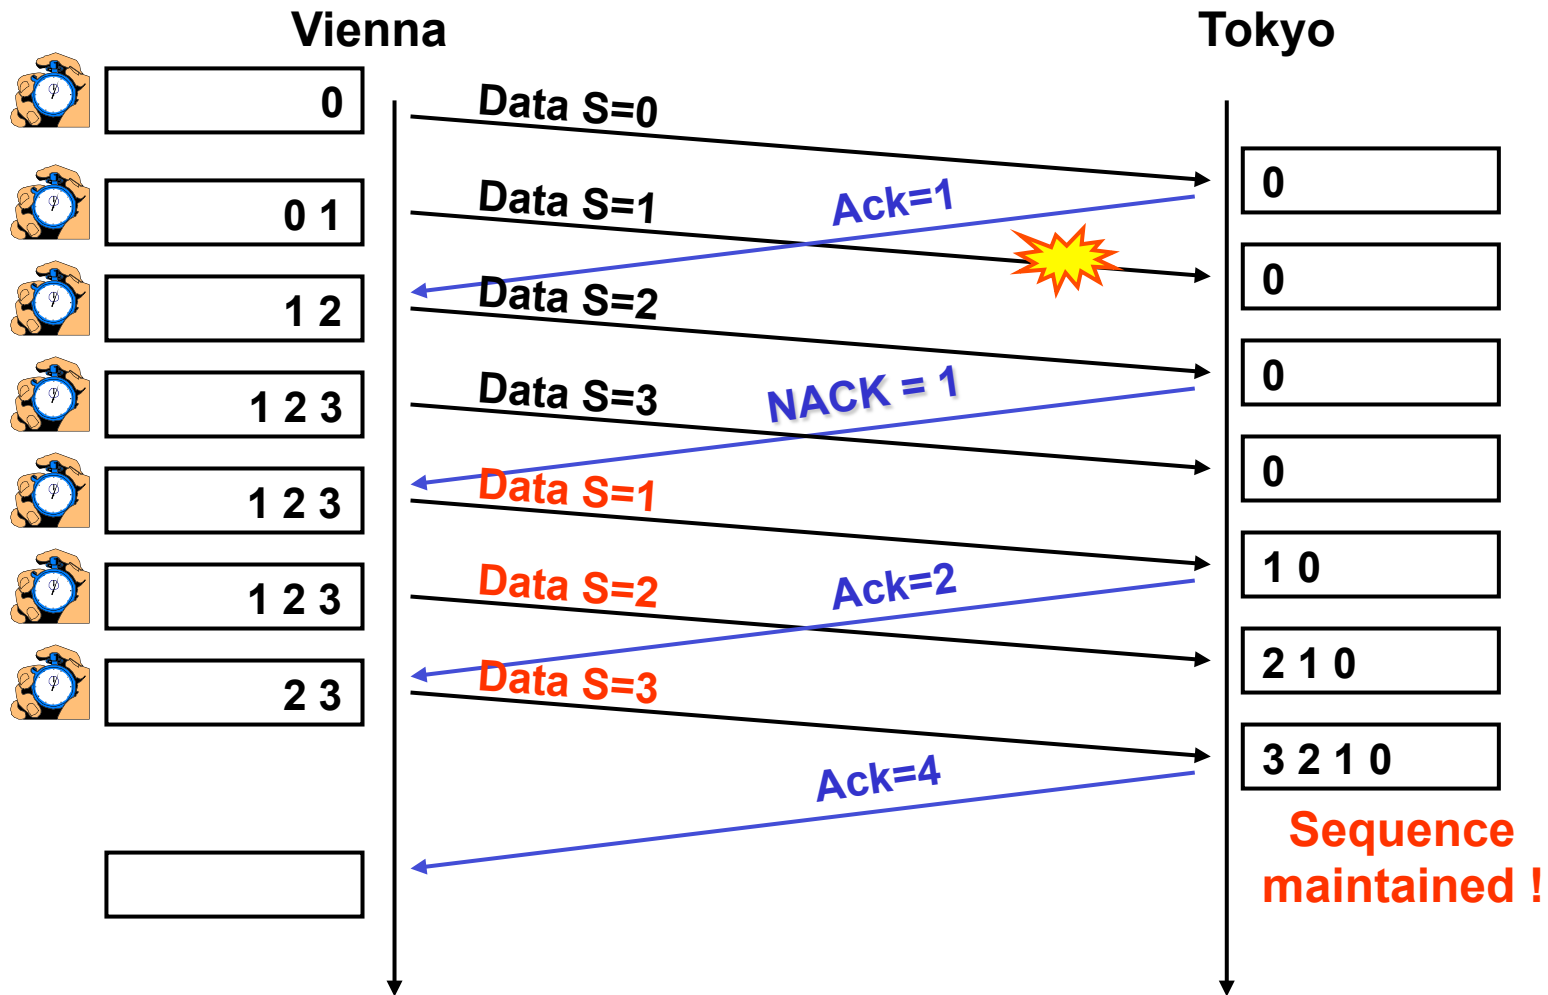 Vienna
Tokyo
0
Data S=0
0
0 1
Data S=1
Ack=1
0
1 2
Data S=2
0
1 2 3
Data S=3
NACK = 1
0
1 2 3
Data S=1
1 0
1 2 3
Data S=2
Ack=2
2 1 0
2 3
Data S=3
3 2 1 0
Ack=4
Sequence
maintained !